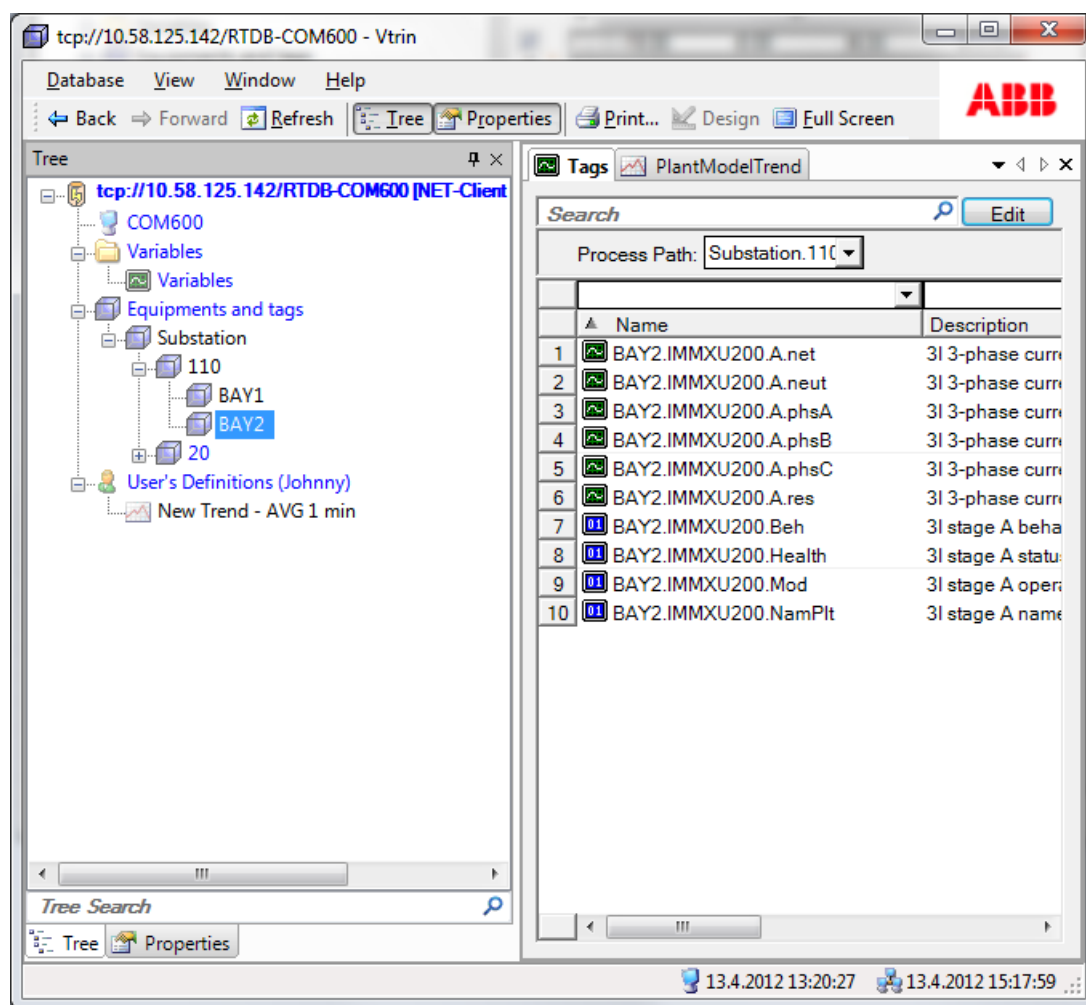 tcp://10.58.125.142/RTDB-COM600 - Vtrin
Database View Window Help
ABB
Back Forward Refresh Tree Properties Print... Design Full Screen
Tree
Tags PlantModelTrend
tcp://10.58.125.142/RTDB-COM600 [NET-Client
COM600
Variables
Variables
Equipments and tags
Substation
110
BAY1
BAY2
20
User's Definitions (Johnny)
New Trend - AVG 1 min
Search Edit
Process Path: Substation.110
Name Description
1 BAY2.IMMXU200.A.net 3I 3-phase curr
2 BAY2.IMMXU200.A.neut 3I 3-phase curr
3 BAY2.IMMXU200.A.phsA 3I 3-phase curr
4 BAY2.IMMXU200.A.phsB 3I 3-phase curr
5 BAY2.IMMXU200.A.phsC 3I 3-phase curr
6 BAY2.IMMXU200.A.res 3I 3-phase curr
7 01 BAY2.IMMXU200.Beh 3I stage A beha
8 01 BAY2.IMMXU200.Health 3I stage A statu
9 01 BAY2.IMMXU200.Mod 3I stage A oper
10 01 BAY2.IMMXU200.NamPlt 3I stage A name
Tree Search
Tree Properties
13.4.2012 13:20:27 13.4.2012 15:17:59